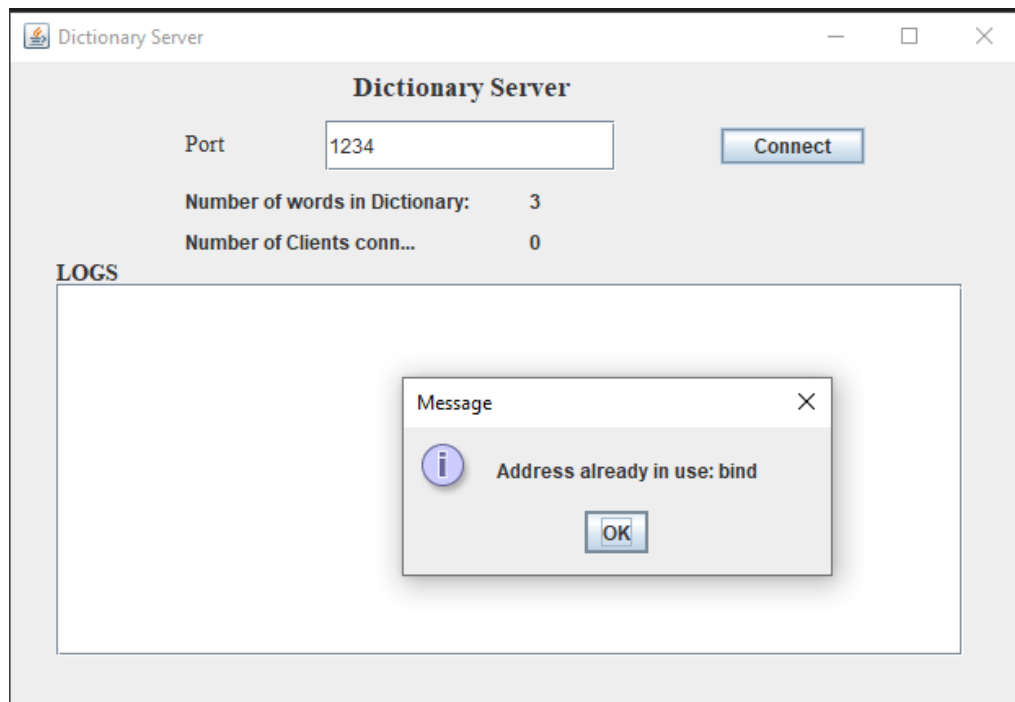 Dictionary Server
Dictionary Server
Port 1234 Connect
Number of words in Dictionary: 3
Number of Clients conn... 0
LOGS
Message
i
Address already in use: bind
OK